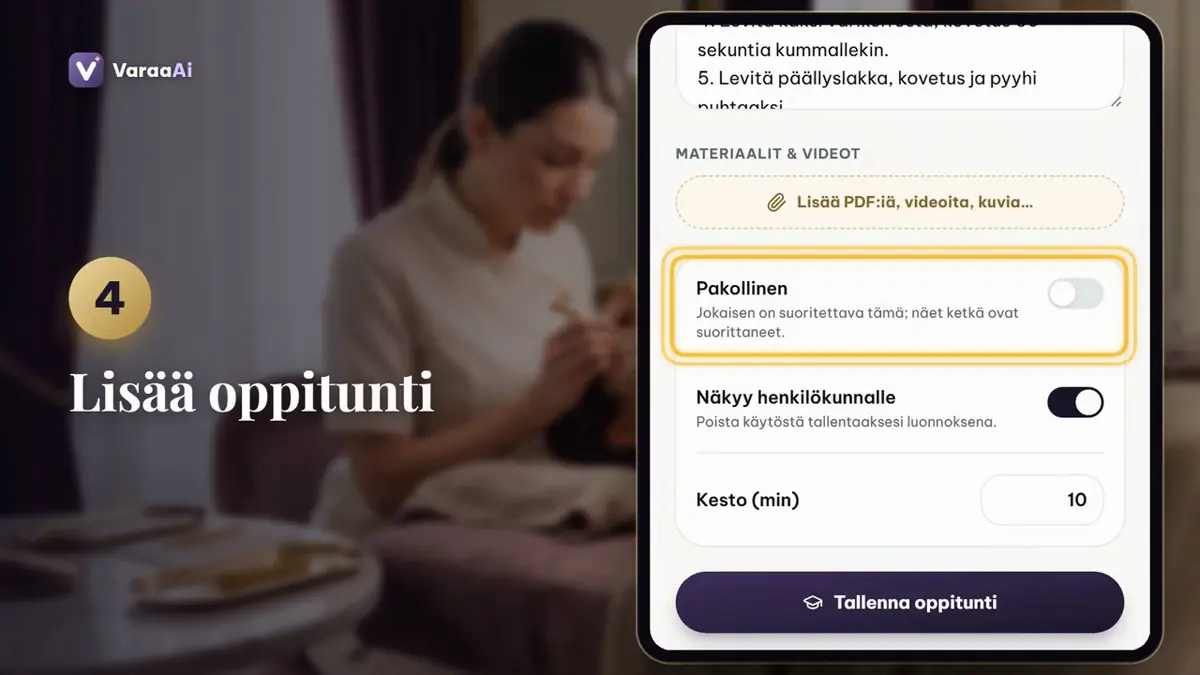 VaraaAi
4
Lisää oppitunti
sekuntia kummallekin.
5. Levitä päällyslakka, kovetus ja pyyhi
puhtaaksi
MATERIAALIT & VIDEOT
Lisää PDF:iä, videoita, kuvia...
Pakollinen
Jokaisen on suoritettava tämä; näet ketkä ovat
suorittaneet.
Näkyy henkilökunnalle
Poista käytöstä tallentaaksesi luonnoksena.
Kesto (min)
10
Tallenna oppitunti